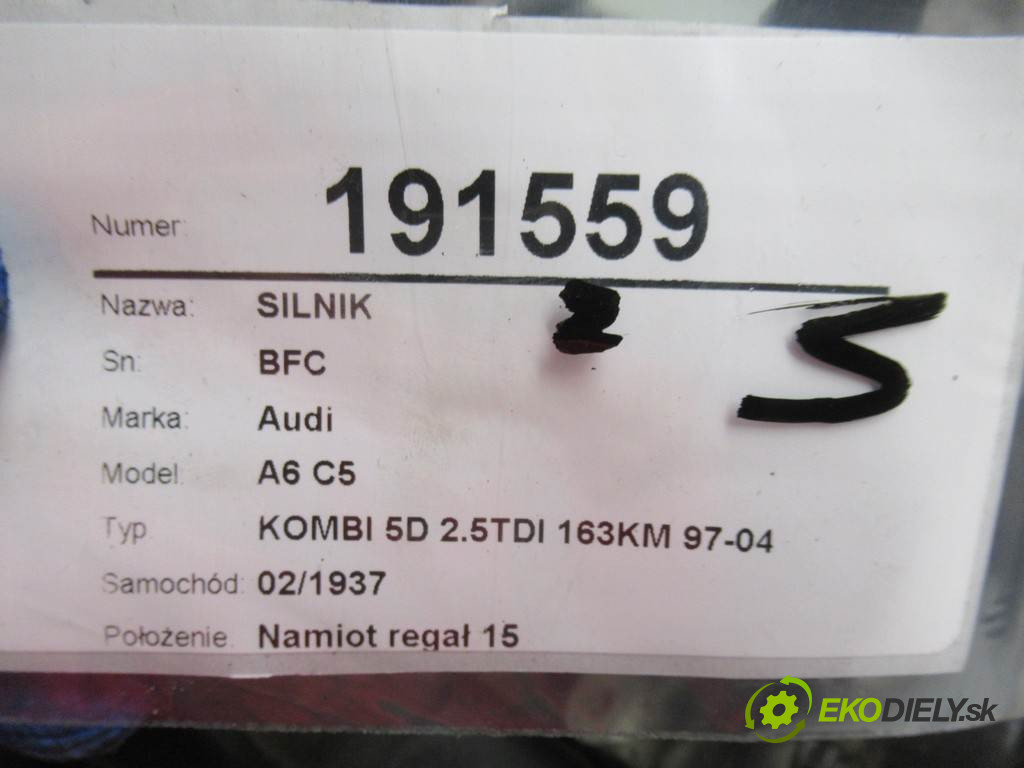 Numer: 191559
Nazwa: SILNIK
Sn: BFC
Marka: Audi
Model: A6 C5
Typ KOMBI 5D 2.5TDI 163KM 97-04
Samochód: 02/1937
Położenie: Namiot regał 15
EKODIELY.sk